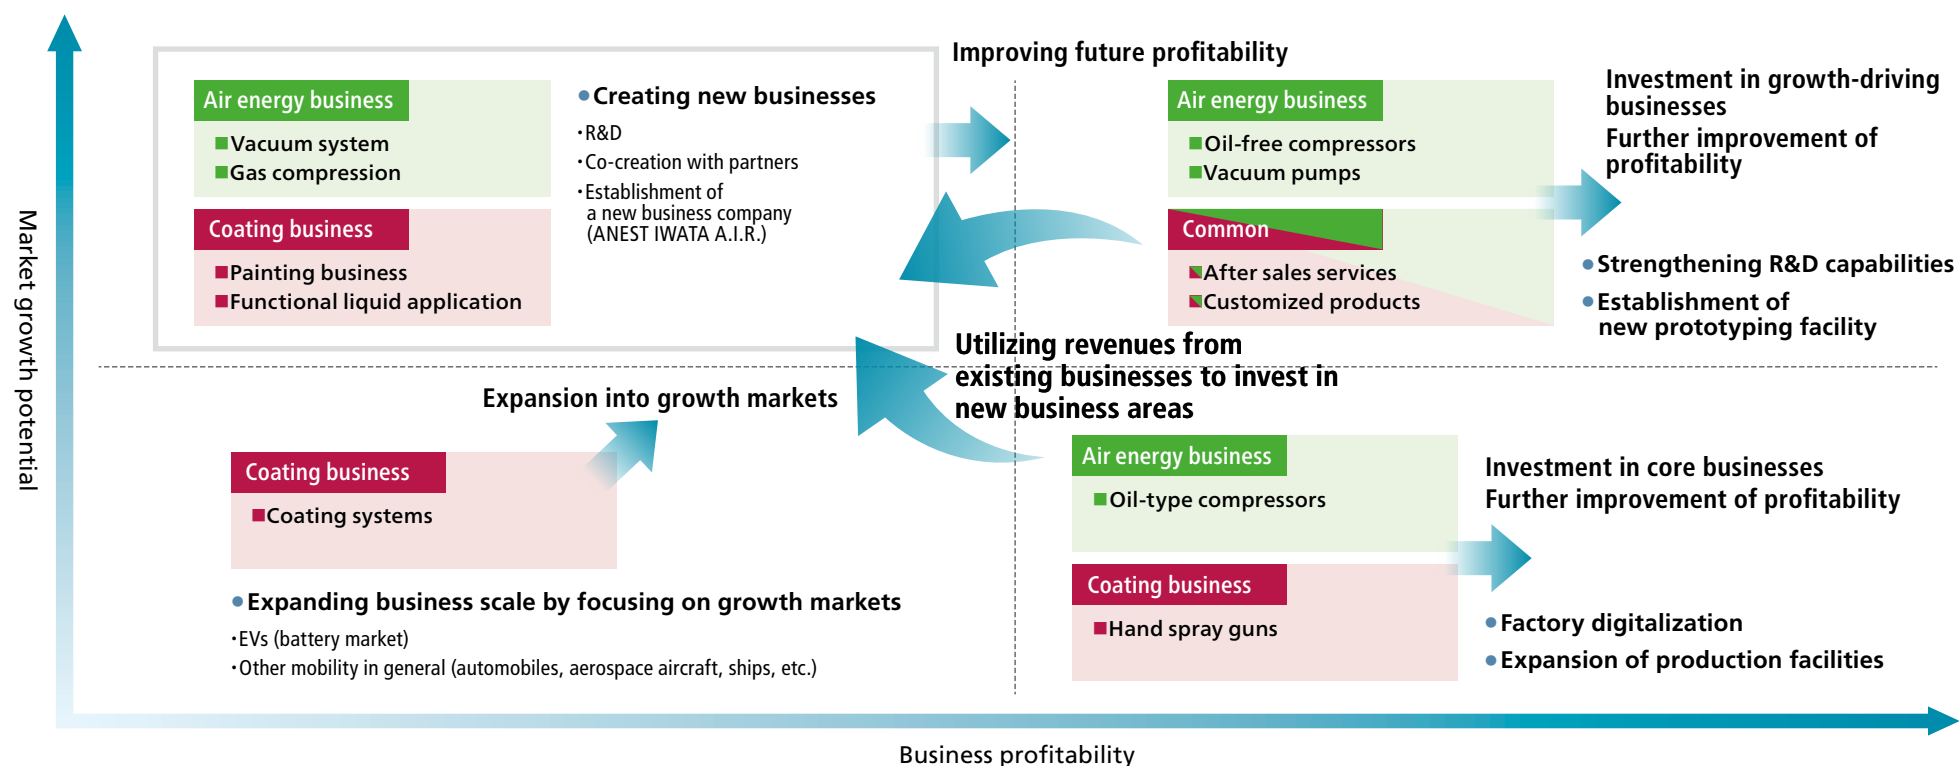 Market growth potential
Air energy business
■Vacuum system
■Gas compression
Coating business
■Painting business
■Functional liquid application
●Creating new businesses
・R&D
・Co-creation with partners
・Establishment of
a new business company
(ANEST IWATA A.I.R.)
Improving future profitability
Air energy business
■Oil-free compressors
■Vacuum pumps
Common
■After sales services
■Customized products
Investment in growth-driving
businesses
Further improvement of
profitability
●Strengthening R&D capabilities
●Establishment of
new prototyping facility
Utilizing revenues from
existing businesses to invest in
new business areas
Expansion into growth markets
Coating business
■Coating systems
●Expanding business scale by focusing on growth markets
・EVs (battery market)
・Other mobility in general (automobiles, aerospace aircraft, ships, etc.)
Air energy business
■Oil-type compressors
Coating business
■Hand spray guns
Investment in core businesses
Further improvement of profitability
●Factory digitalization
●Expansion of production facilities
Business profitability